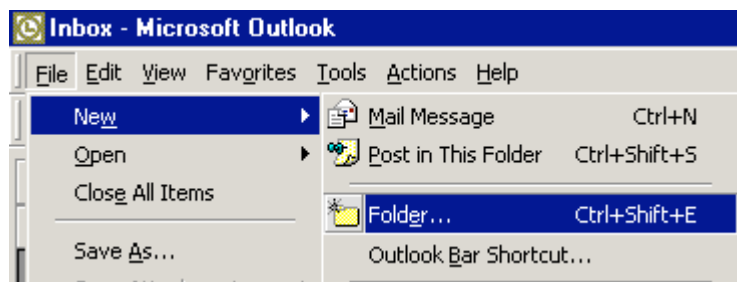 Inbox - Microsoft Outlook
File Edit View Favorites Tools Actions Help
New Mail Message Ctrl+N
Open Post in This Folder Ctrl+Shift+S
Close All Items
Folder... Ctrl+Shift+E
Save As... Outlook Bar Shortcut...